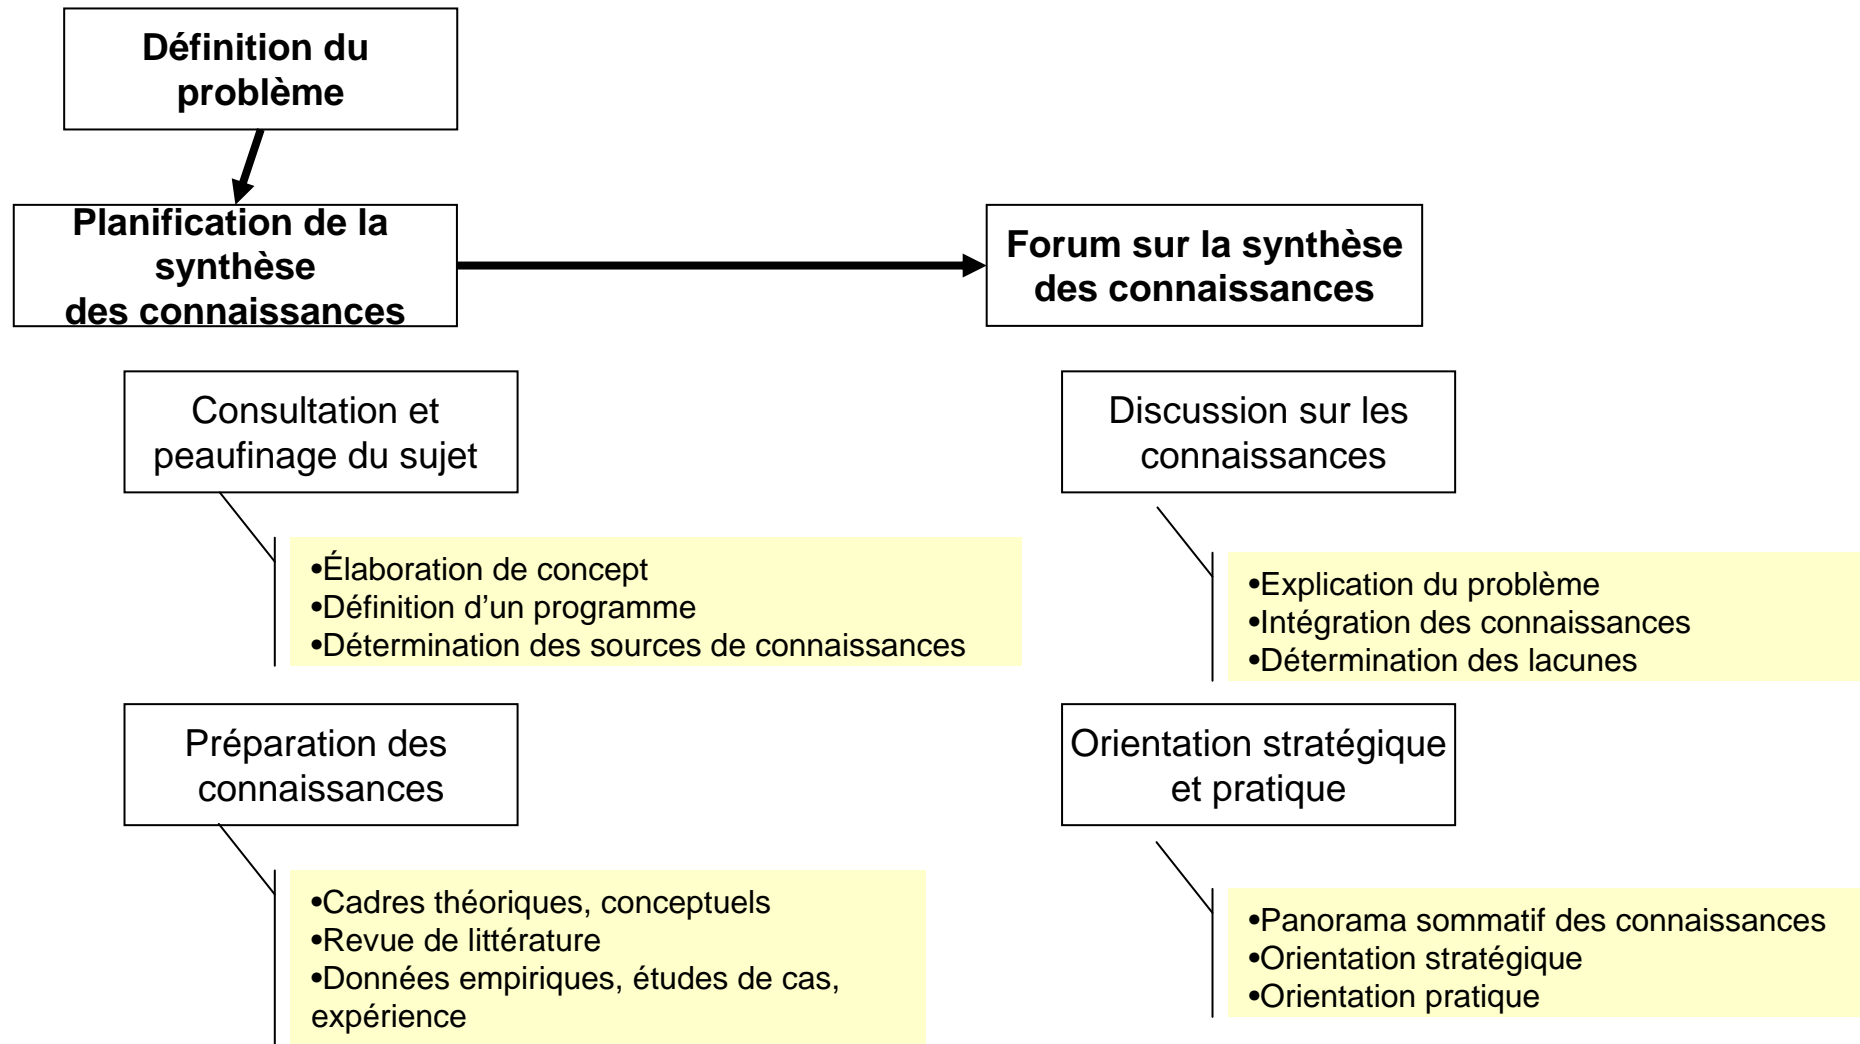 Définition du
problème
Planification de la
synthèse
des connaissances
Forum sur la synthèse
des connaissances
Consultation et
peaufinage du sujet
•Élaboration de concept
•Définition d’un programme
•Détermination des sources de connaissances
Préparation des
connaissances
•Cadres théoriques, conceptuels
•Revue de littérature
•Données empiriques, études de cas,
expérience
Discussion sur les
connaissances
•Explication du problème
•Intégration des connaissances
•Détermination des lacunes
Orientation stratégique
et pratique
•Panorama sommatif des connaissances
•Orientation stratégique
•Orientation pratique